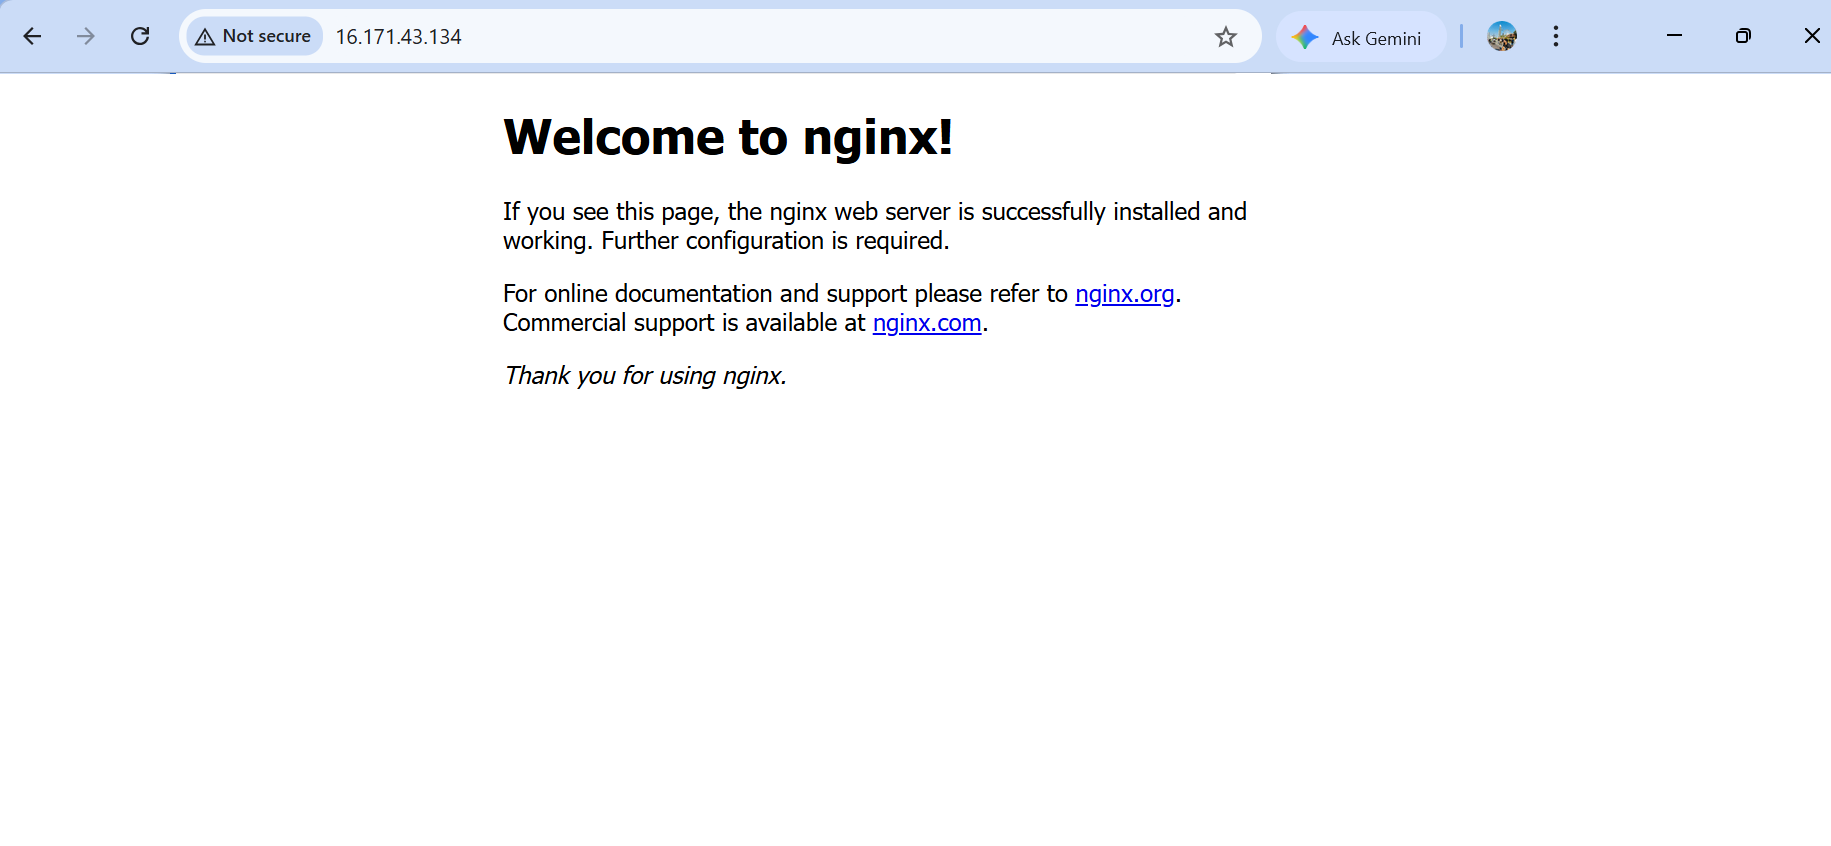 Not secure 16.171.43.134 Ask Gemini
Welcome to nginx!
If you see this page, the nginx web server is successfully installed and
working. Further configuration is required.
For online documentation and support please refer to nginx.org.
Commercial support is available at nginx.com.
Thank you for using nginx.